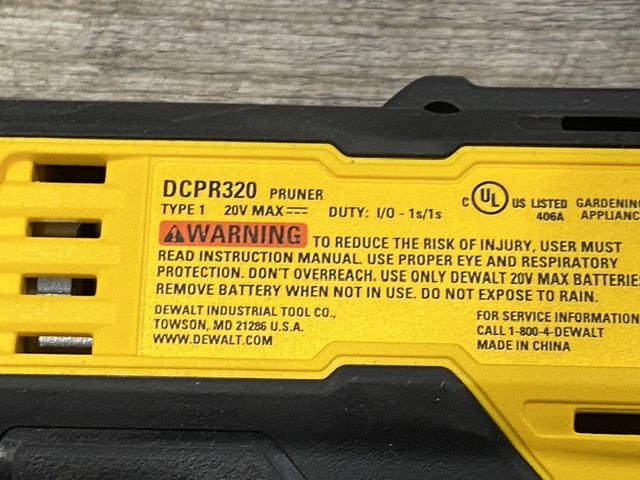 DCPR320 PRUNER
TYPE 1 20V MAX⎓ DUTY: I/O - 1s/1s
C UL US LISTED GARDENING
406A APPLIANC
⚠WARNING TO REDUCE THE RISK OF INJURY, USER MUST
READ INSTRUCTION MANUAL. USE PROPER EYE AND RESPIRATORY
PROTECTION. DON'T OVERREACH. USE ONLY DEWALT 20V MAX BATTERIES
REMOVE BATTERY WHEN NOT IN USE. DO NOT EXPOSE TO RAIN.
DEWALT INDUSTRIAL TOOL CO.,
TOWSON, MD 21286 U.S.A.
WWW.DEWALT.COM
FOR SERVICE INFORMATION
CALL 1-800-4-DEWALT
MADE IN CHINA